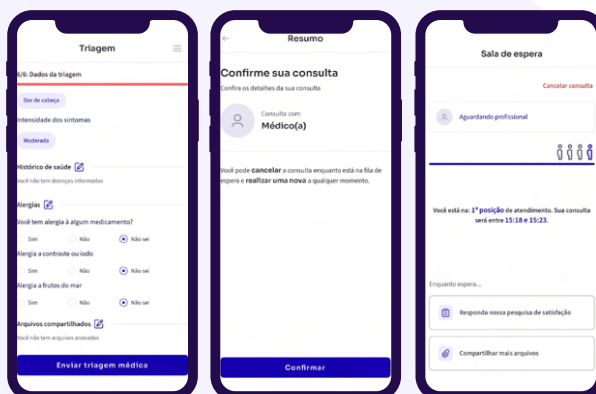 Triagem
6/6: Dados da triagem
Dor de cabeça
Intensidade dos sintomas
Moderada
Histórico de saúde
Você não tem doenças informadas
Alergias
Você tem alergia à algum medicamento?
Sim Não Não sei
Alergia a contraste ou iodo
Sim Não Não sei
Alergia a frutos do mar
Sim Não Não sei
Arquivos compartilhados
Você não tem arquivos anexados
Enviar triagem médica
Resumo
Confirme sua consulta
Confira os detalhes da sua consulta
Consulta com
Médico(a)
Você pode cancelar a consulta enquanto está na fila de
espera e realizar uma nova a qualquer momento.
Confirmar
Sala de espera
Cancelar consulta
Aguardando profissional
Você está na: 1ª posição de atendimento. Sua consulta
será entre 15:18 e 15:23.
Enquanto espera...
Responda nossa pesquisa de satisfação
Compartilhar mais arquivos